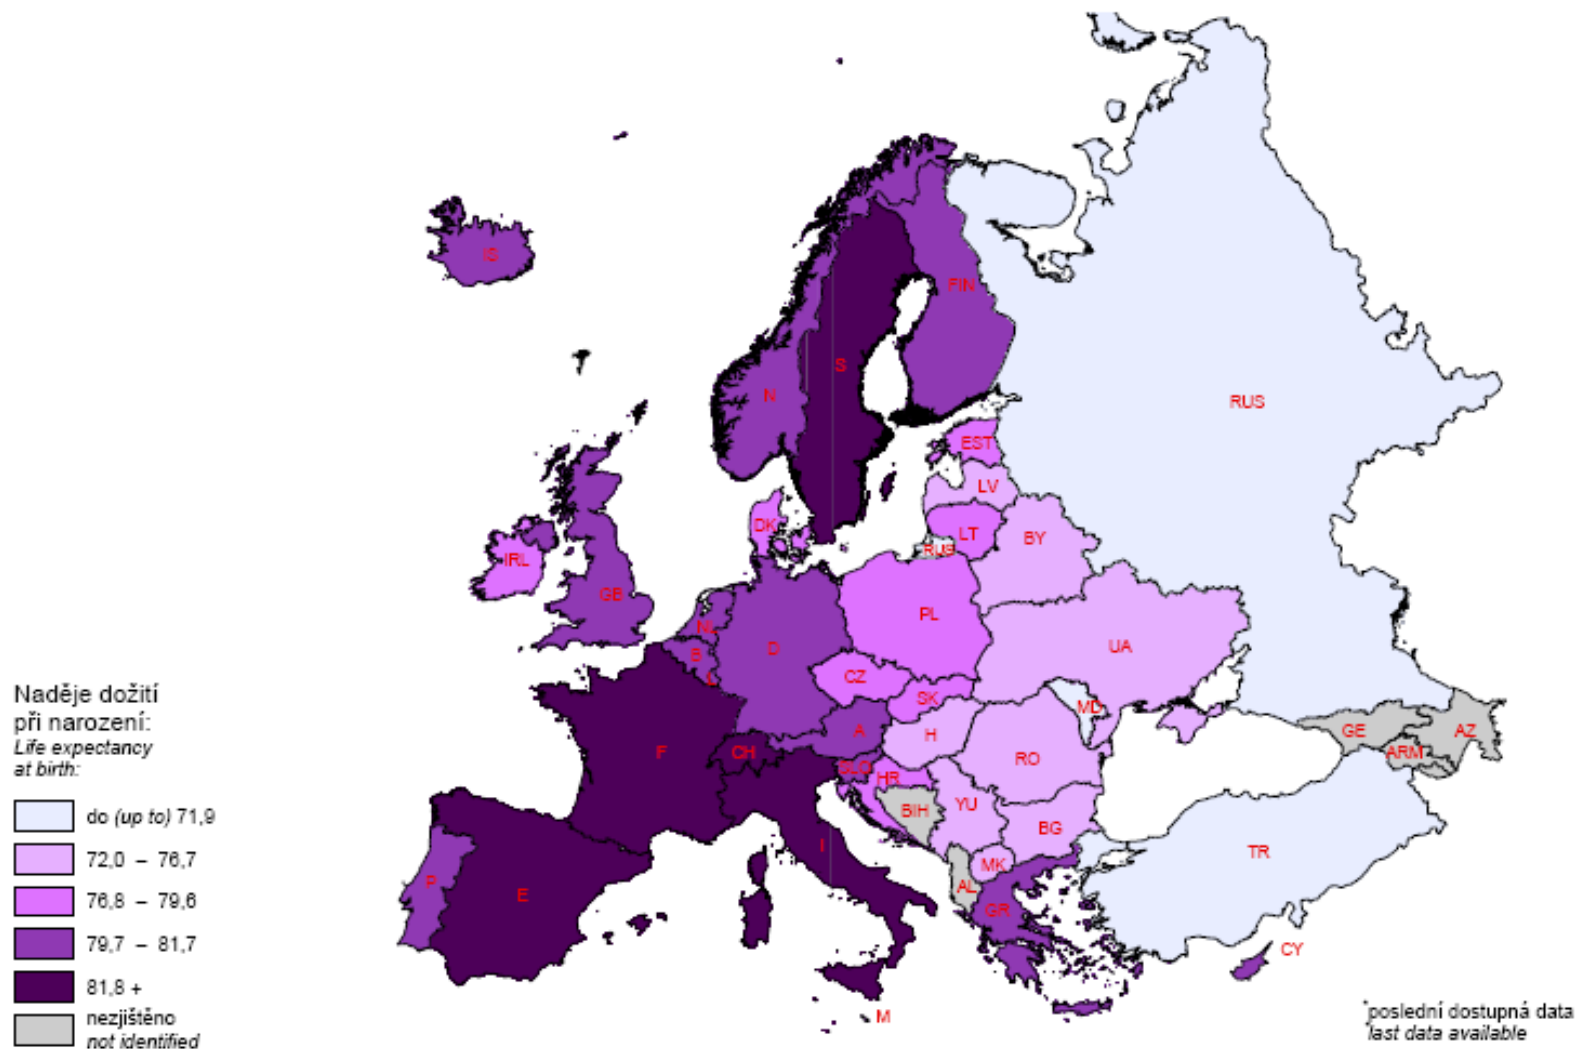 IS
FIN
S
N
RUS
EST
LV
DK
LT
BY
RUS
IRL
GB
PL
NL
UA
D
B
CZ
L
SK
MD
A
GE
AZ
H
F
CH
ARM
RO
SLO
HR
YU
BIH
BG
I
TR
MK
P
E
AL
GR
CY
M
Naděje dožití
při narození:
Life expectancy
at birth:
do (up to) 71,9
72,0 – 76,7
76,8 – 79,6
79,7 – 81,7
81,8 +
nezjištěno
not identified
*poslední dostupná data
*last data available